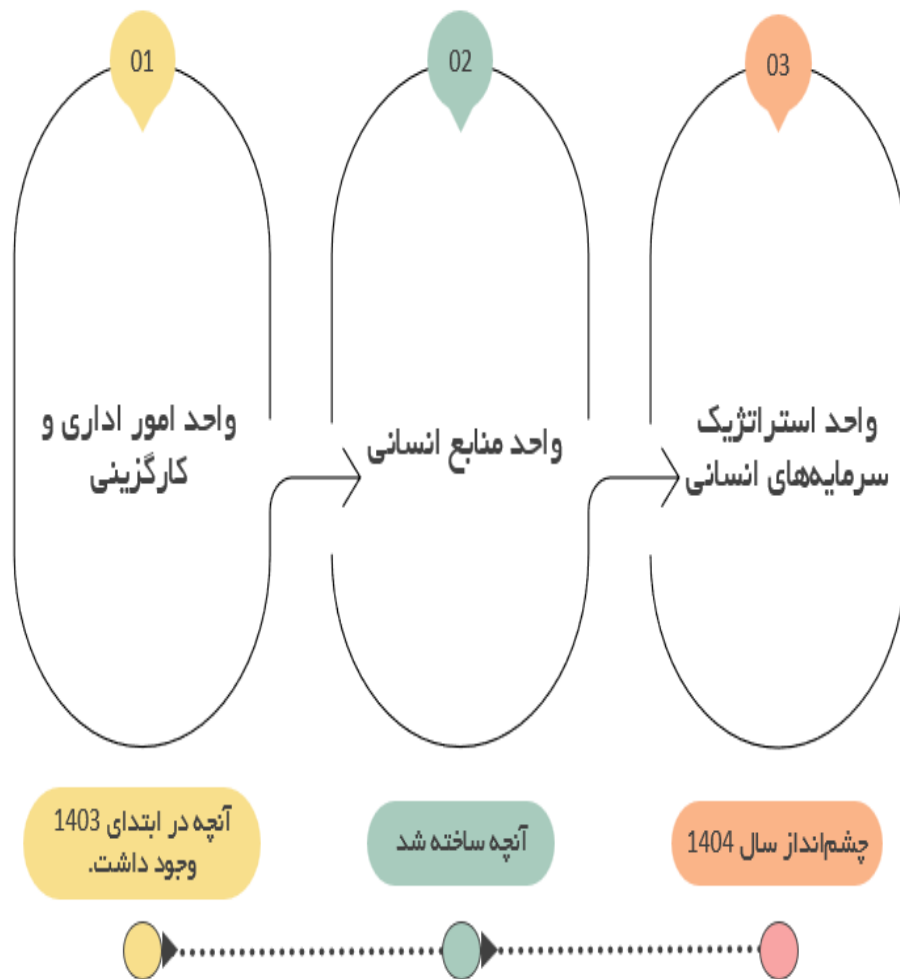 01
02
03
واحد امور اداری و
کارگزینی
واحد منابع انسانی
واحد استراتژیک
سرمایه‌های انسانی
آنچه در ابتدای 1403
وجود داشت.
آنچه ساخته شد
چشم‌انداز سال 1404